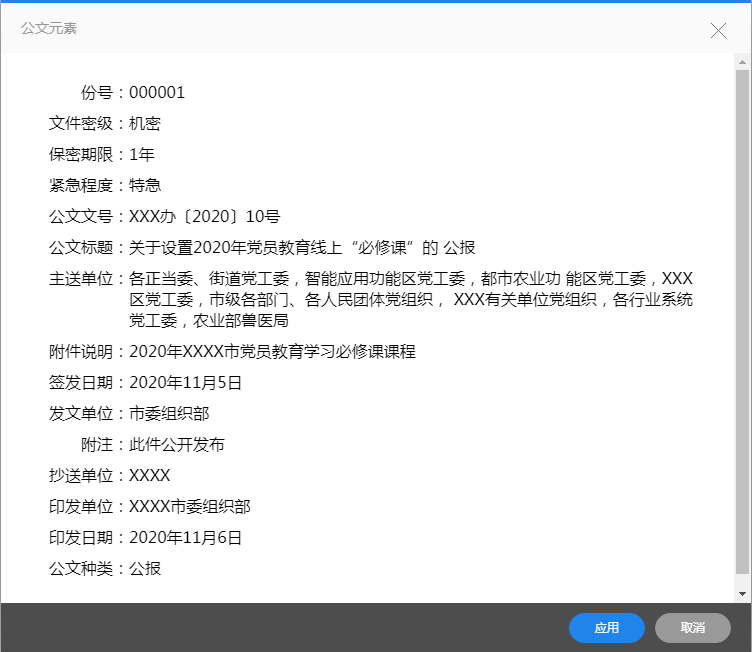 公文元素
份号：000001
文件密级：机密
保密期限：1年
紧急程度：特急
公文文号：XXX办〔2020〕10号
公文标题：关于设置2020年党员教育线上“必修课”的 公报
主送单位：各正当委、街道党工委，智能应用功能区党工委，都市农业功 能区党工委，XXX
区党工委，市级各部门、各人民团体党组织， XXX有关单位党组织，各行业系统
党工委，农业部兽医局
附件说明：2020年XXXX市党员教育学习必修课课程
签发日期：2020年11月5日
发文单位：市委组织部
附注：此件公开发布
抄送单位：XXXX
印发单位：XXXX市委组织部
印发日期：2020年11月6日
公文种类：公报
应用 取消